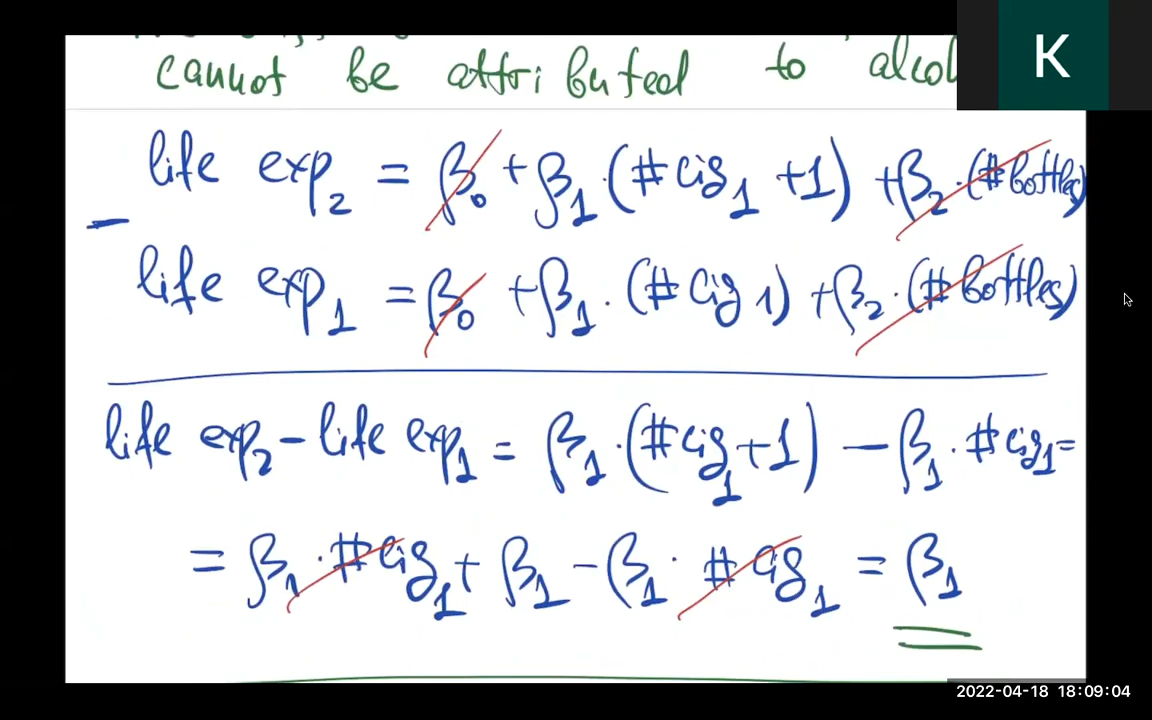 cannot be attributed to alcoh
K
life exp₂ = β₀ + β₁ · (#cig₁ + 1) + β₂ · (#bottles)
−
life exp₁ = β₀ + β₁ · (#cig 1) + β₂ · (#bottles)
life exp₂ − life exp₁ = β₁ · (#cig₁ + 1) − β₁ · #cig₁ =
= β₁ · #cig₁ + β₁ − β₁ · #cig₁ = β₁
2022-04-18 18:09:04